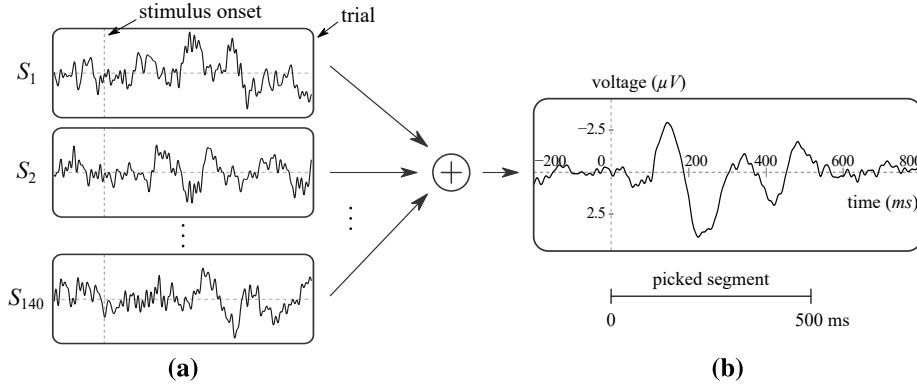 stimulus onset
trial
S1
S2
S140
(a)
voltage (μV)
−2.5
−200 0 200 400 600 800
2.5
time (ms)
picked segment
0 500 ms
(b)